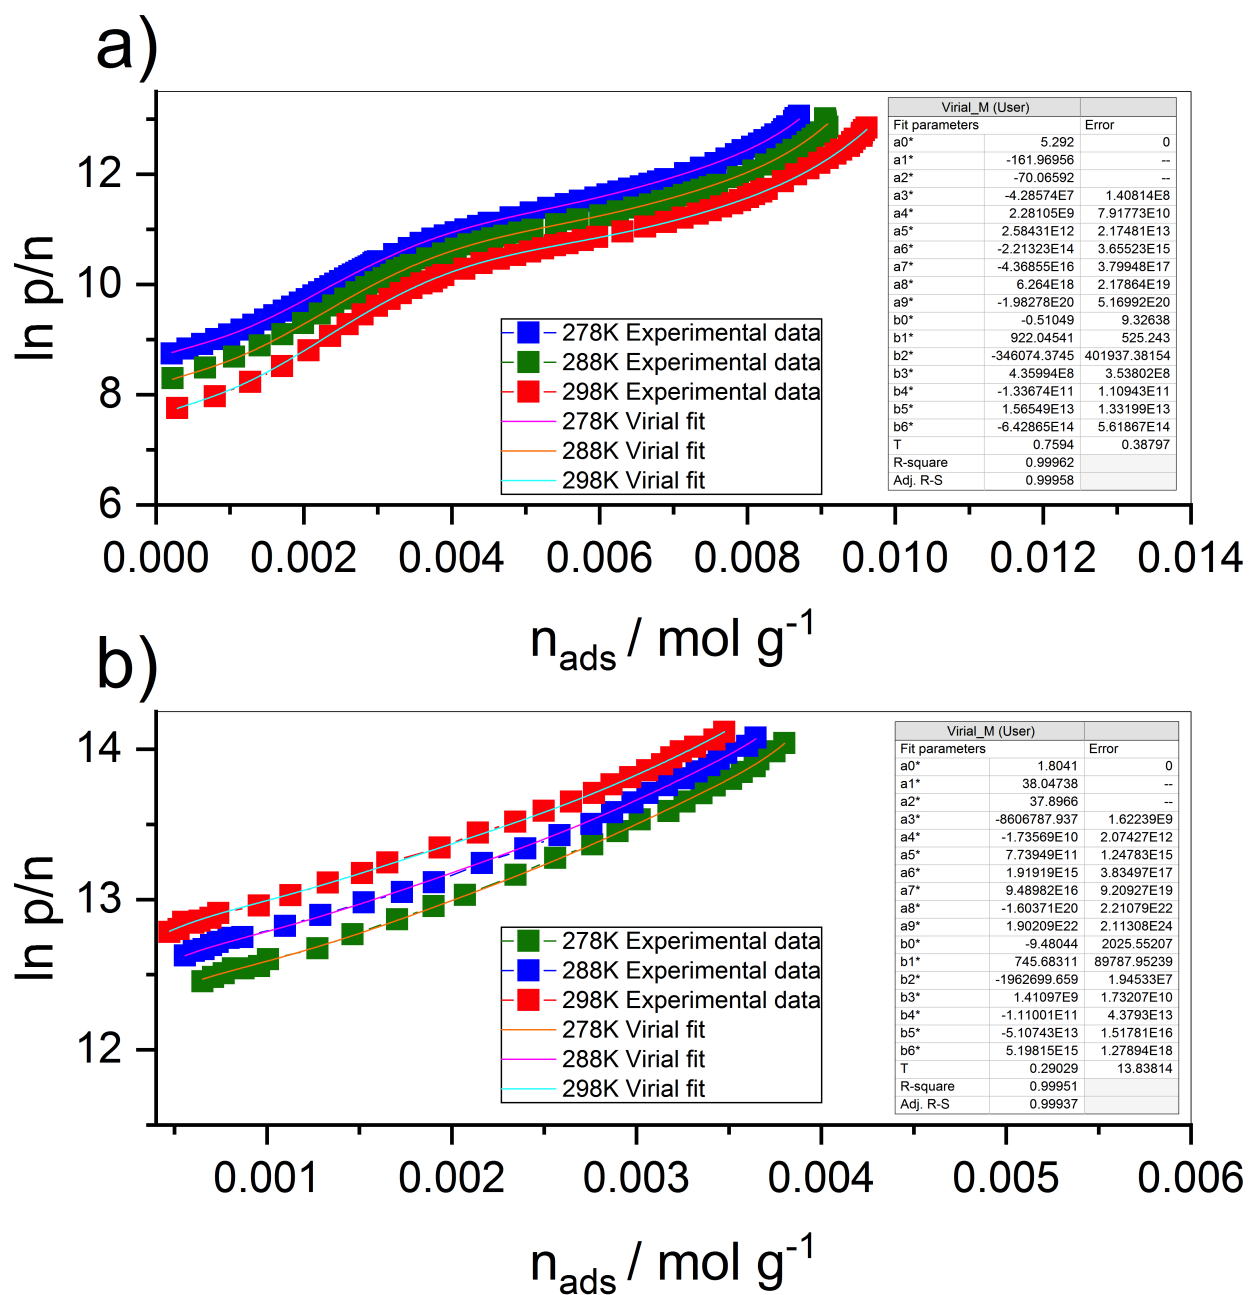 a)
ln p/n
12
10
8
6
0.000 0.002 0.004 0.006 0.008 0.010 0.012 0.014
n_ads / mol g^-1
278K Experimental data
288K Experimental data
298K Experimental data
278K Virial fit
288K Virial fit
298K Virial fit
Virial_M (User)
Fit parameters Error
a0* 5.292 0
a1* -161.96956 --
a2* -70.06592 --
a3* -4.28574E7 1.40814E8
a4* 2.28105E9 7.91773E10
a5* 2.58431E12 2.17481E13
a6* -2.21323E14 3.65523E15
a7* -4.36855E16 3.79948E17
a8* 6.264E18 2.17864E19
a9* -1.98278E20 5.16992E20
b0* -0.51049 9.32638
b1* 922.04541 525.243
b2* -346074.3745 401937.38154
b3* 4.35994E8 3.53802E8
b4* -1.33674E11 1.10943E11
b5* 1.56549E13 1.33199E13
b6* -6.42865E14 5.61867E14
T 0.7594 0.38797
R-square 0.99962
Adj. R-S 0.99958
b)
ln p/n
14
13
12
0.001 0.002 0.003 0.004 0.005 0.006
n_ads / mol g^-1
278K Experimental data
288K Experimental data
298K Experimental data
278K Virial fit
288K Virial fit
298K Virial fit
Virial_M (User)
Fit parameters Error
a0* 1.8041 0
a1* 38.04738 --
a2* 37.8966 --
a3* -8606787.937 1.62239E9
a4* -1.73569E10 2.07427E12
a5* 7.73949E11 1.24783E15
a6* 1.91919E15 3.83497E17
a7* 9.48982E16 9.20927E19
a8* -1.60371E20 2.21079E22
a9* 1.90209E22 2.11308E24
b0* -9.48044 2025.55207
b1* 745.68311 89787.95239
b2* -1962699.659 1.94533E7
b3* 1.41097E9 1.73207E10
b4* -1.11001E11 4.3793E13
b5* -5.10743E13 1.51781E16
b6* 5.19815E15 1.27894E18
T 0.29029 13.83814
R-square 0.99951
Adj. R-S 0.99937